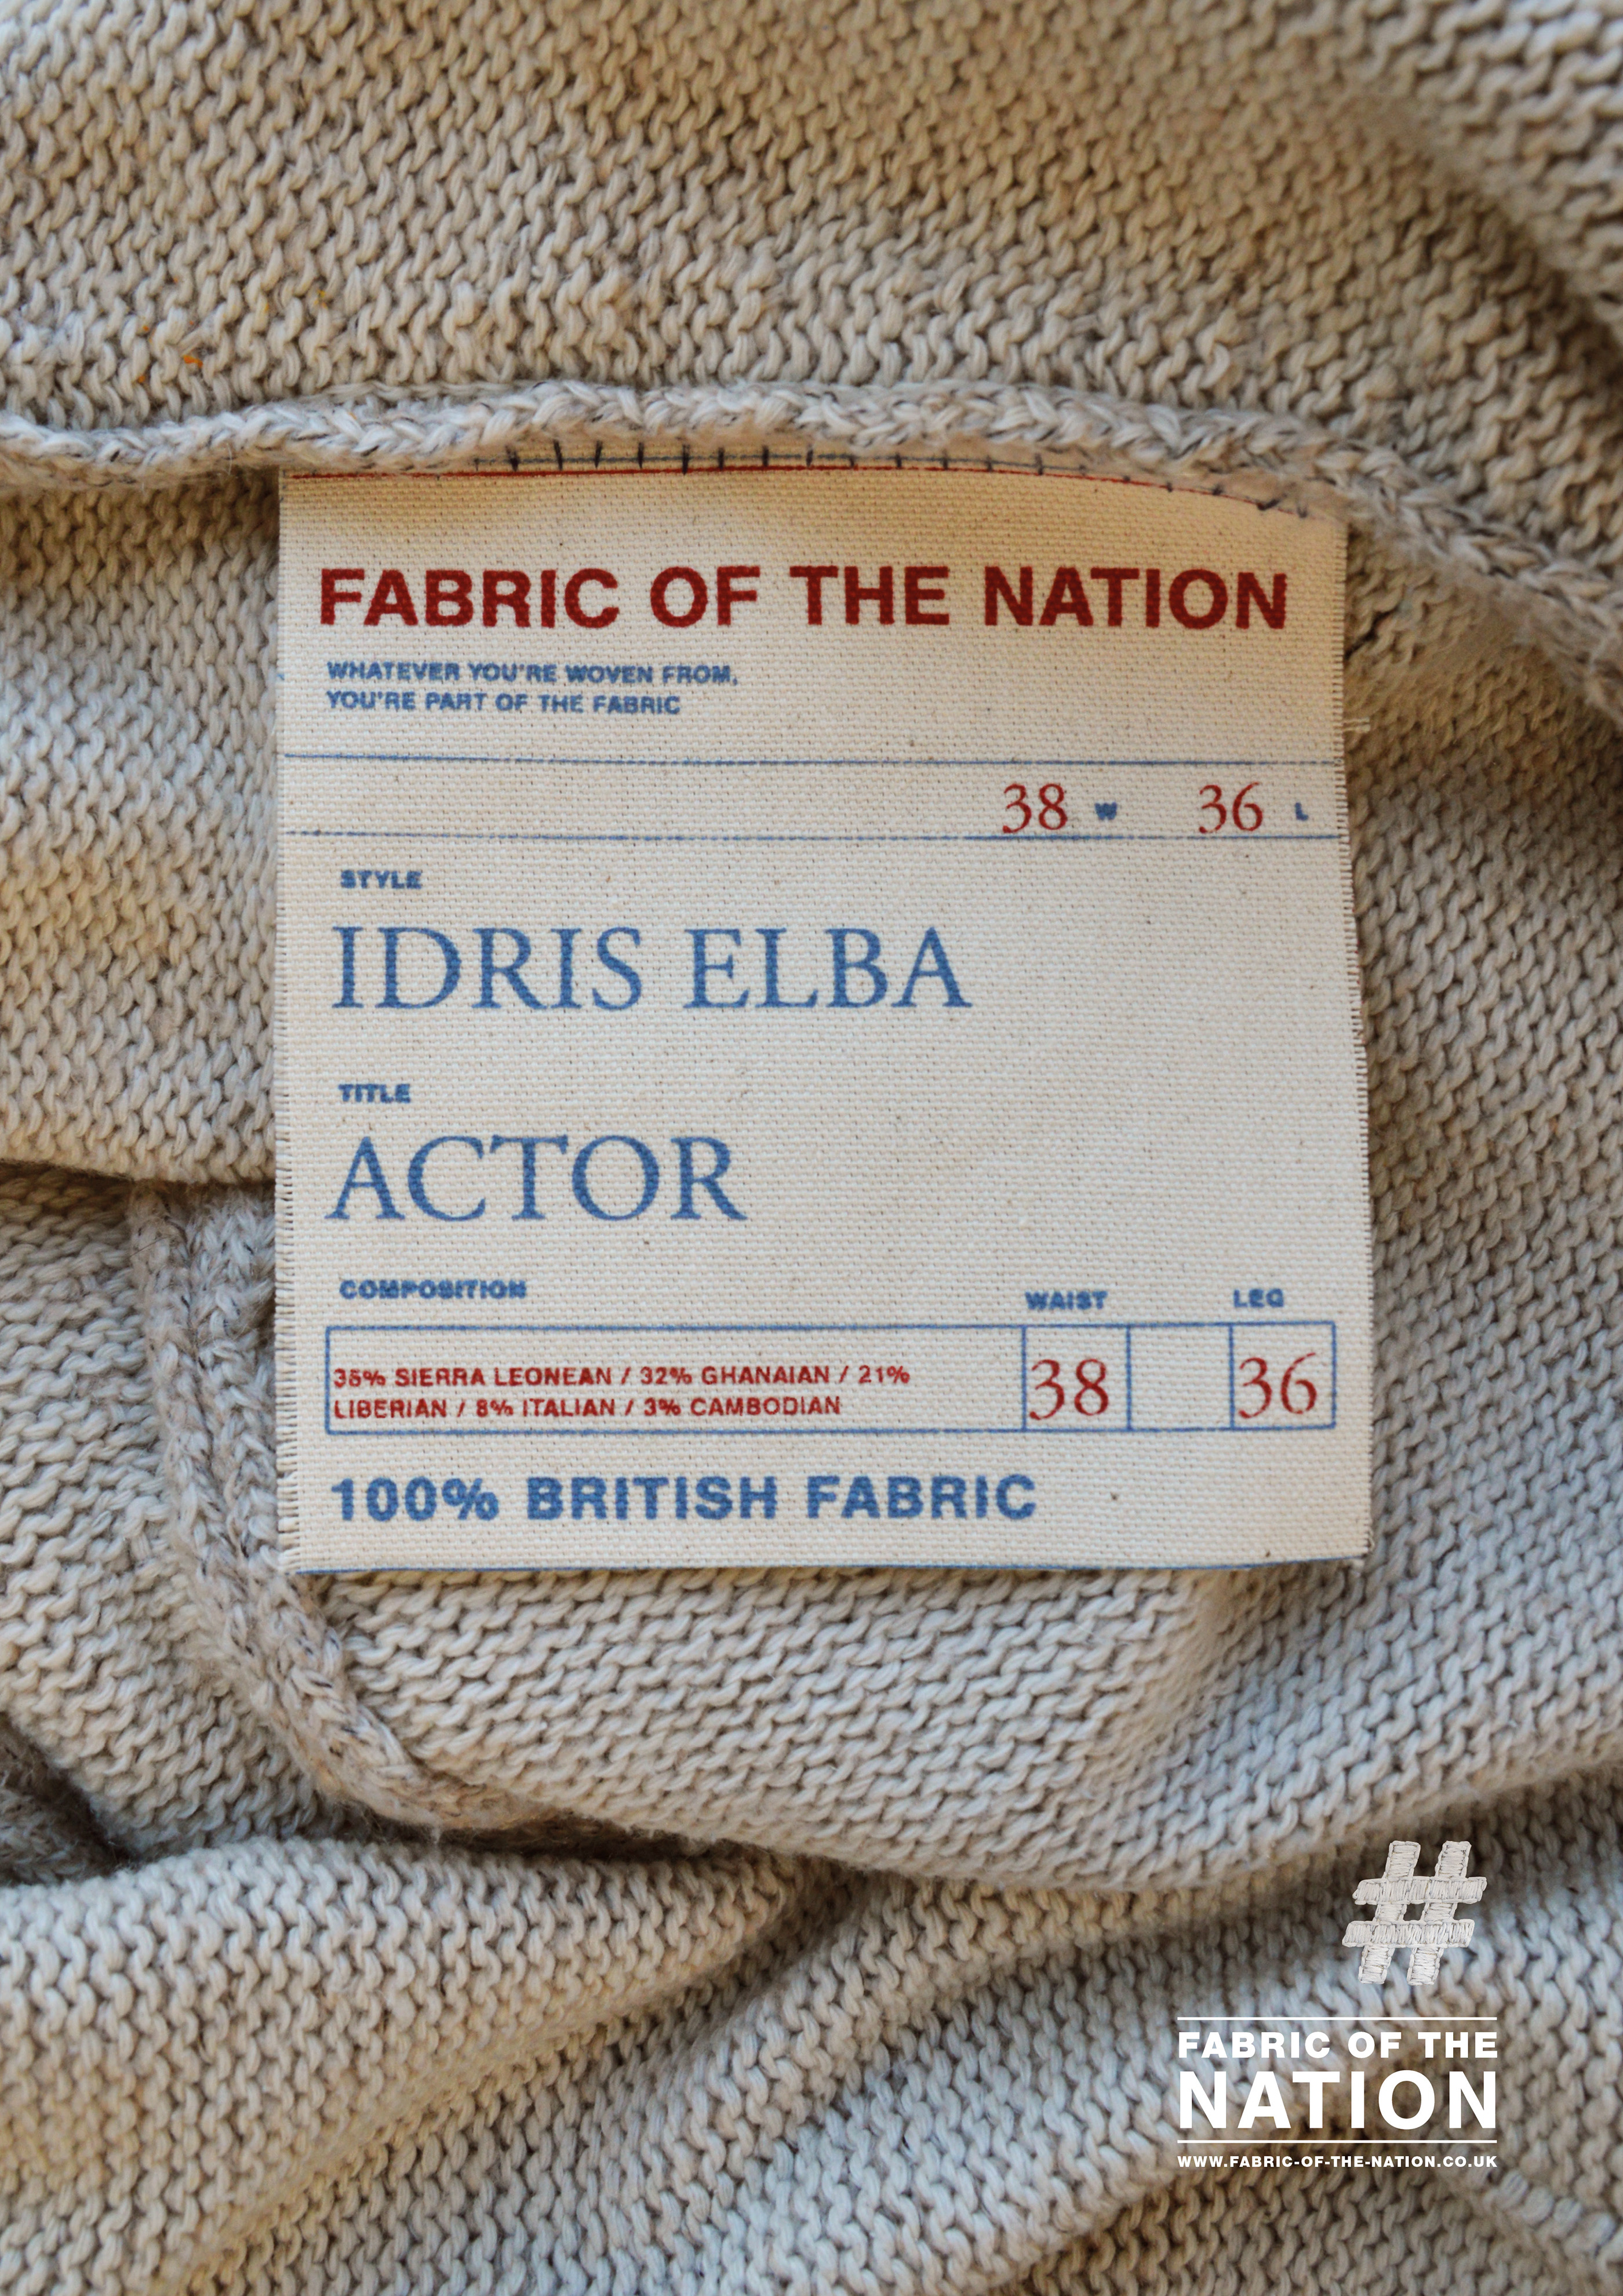 FABRIC OF THE NATION
WHATEVER YOU'RE WOVEN FROM,
YOU'RE PART OF THE FABRIC
38 W 36 L
STYLE
IDRIS ELBA
TITLE
ACTOR
COMPOSITION WAIST LEG
35% SIERRA LEONEAN / 32% GHANAIAN / 21%
LIBERIAN / 8% ITALIAN / 3% CAMBODIAN
38 36
100% BRITISH FABRIC
#
FABRIC OF THE
NATION
WWW.FABRIC-OF-THE-NATION.CO.UK